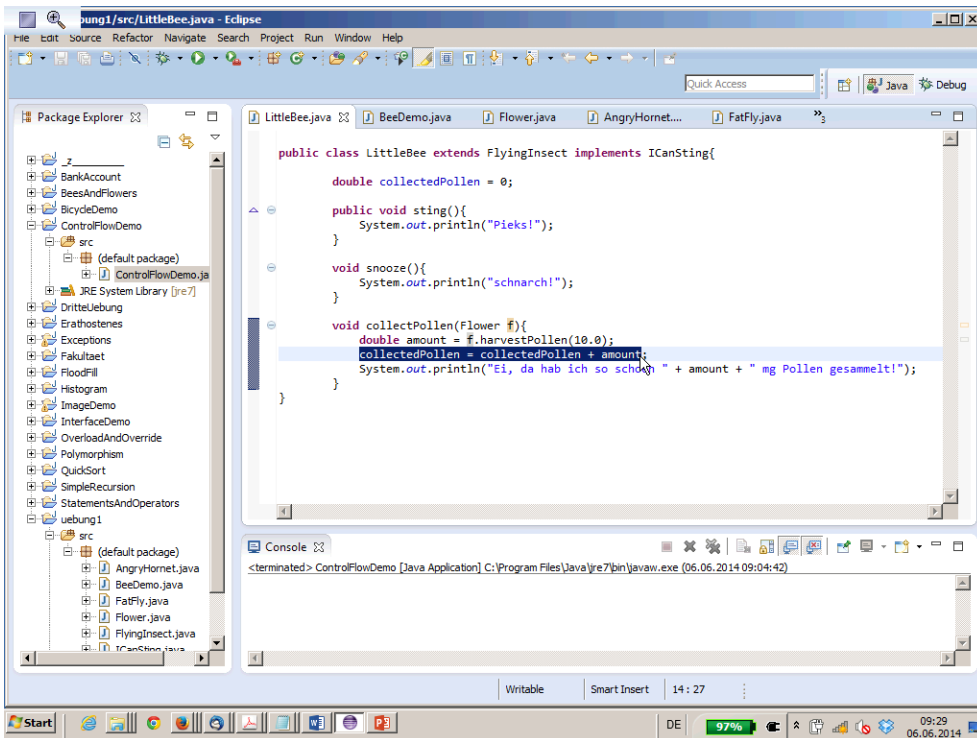 bung1/src/LittleBee.java - Eclipse
File Edit Source Refactor Navigate Search Project Run Window Help
Quick Access
Java
Debug
Package Explorer
_z_________
BankAccount
BeesAndFlowers
BicycleDemo
ControlFlowDemo
src
(default package)
ControlFlowDemo.ja
JRE System Library [jre7]
DritteUebung
Erathostenes
Exceptions
Fakultaet
FloodFill
Histogram
ImageDemo
InterfaceDemo
OverloadAndOverride
Polymorphism
QuickSort
SimpleRecursion
StatementsAndOperators
uebung1
src
(default package)
AngryHornet.java
BeeDemo.java
FatFly.java
Flower.java
FlyingInsect.java
ICanSting.java
LittleBee.java
BeeDemo.java
Flower.java
AngryHornet....
FatFly.java
»3
public class LittleBee extends FlyingInsect implements ICanSting{
double collectedPollen = 0;
public void sting(){
System.out.println("Pieks!");
}
void snooze(){
System.out.println("schnarch!");
}
void collectPollen(Flower f){
double amount = f.harvestPollen(10.0);
collectedPollen = collectedPollen + amount;
System.out.println("Ei, da hab ich so schön " + amount + " mg Pollen gesammelt!");
}
}
Console
<terminated> ControlFlowDemo [Java Application] C:\Program Files\Java\jre7\bin\javaw.exe (06.06.2014 09:04:42)
Writable
Smart Insert
14 : 27
Start
DE
97%
09:29
06.06.2014